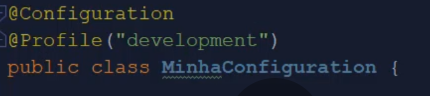 @Configuration
@Profile("development")
public class MinhaConfiguration {